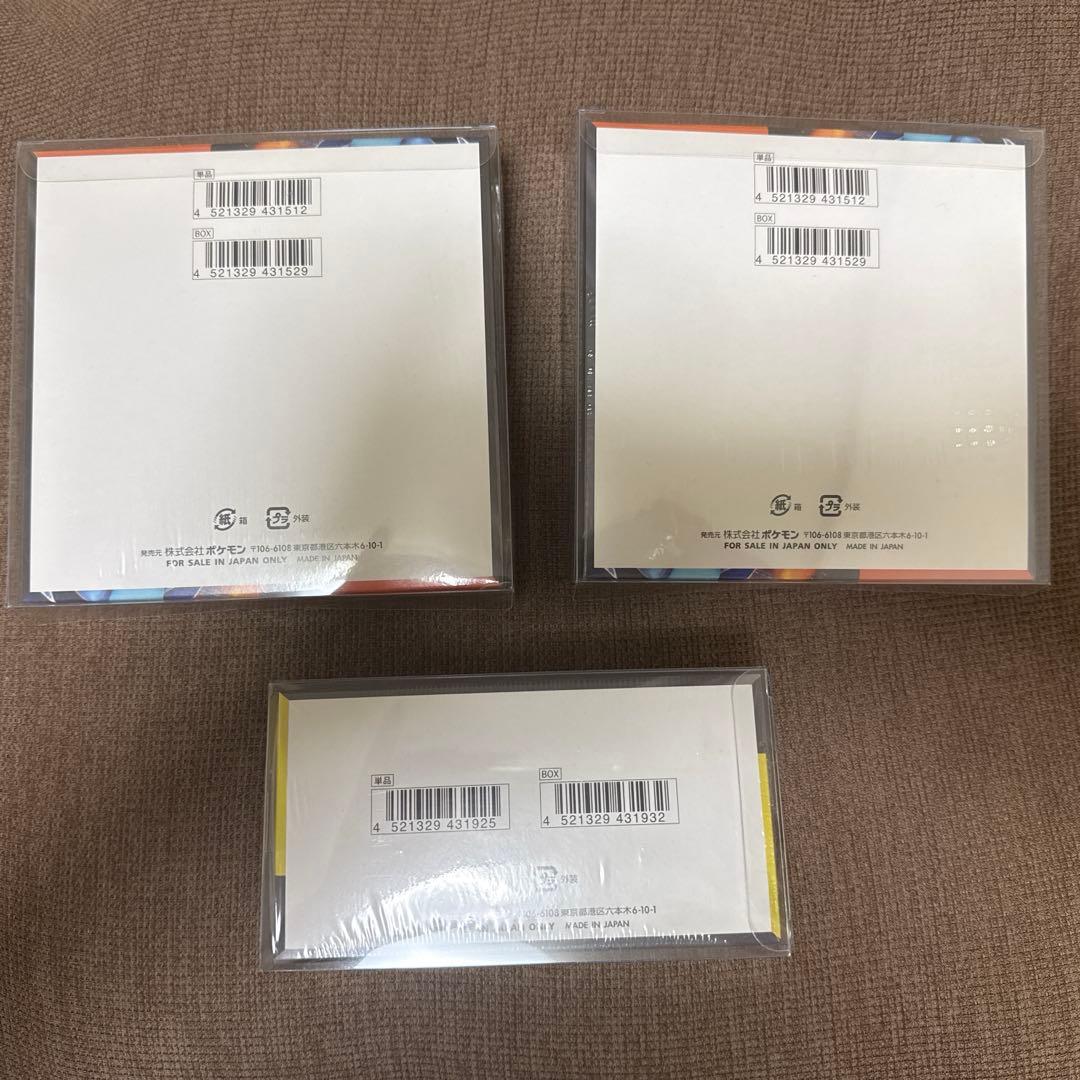 単品
4 521329 431512
BOX
4 521329 431529
紙 箱 プラ 外装
発売元 株式会社ポケモン 〒106-6108 東京都港区六本木6-10-1
FOR SALE IN JAPAN ONLY MADE IN JAPAN
単品
4 521329 431512
BOX
4 521329 431529
紙 箱 プラ 外装
発売元 株式会社ポケモン 〒106-6108 東京都港区六本木6-10-1
FOR SALE IN JAPAN ONLY MADE IN JAPAN
単品
4 521329 431925
BOX
4 521329 431932
プラ 外装
106-6108 東京都港区六本木6-10-1
JAPAN ONLY MADE IN JAPAN